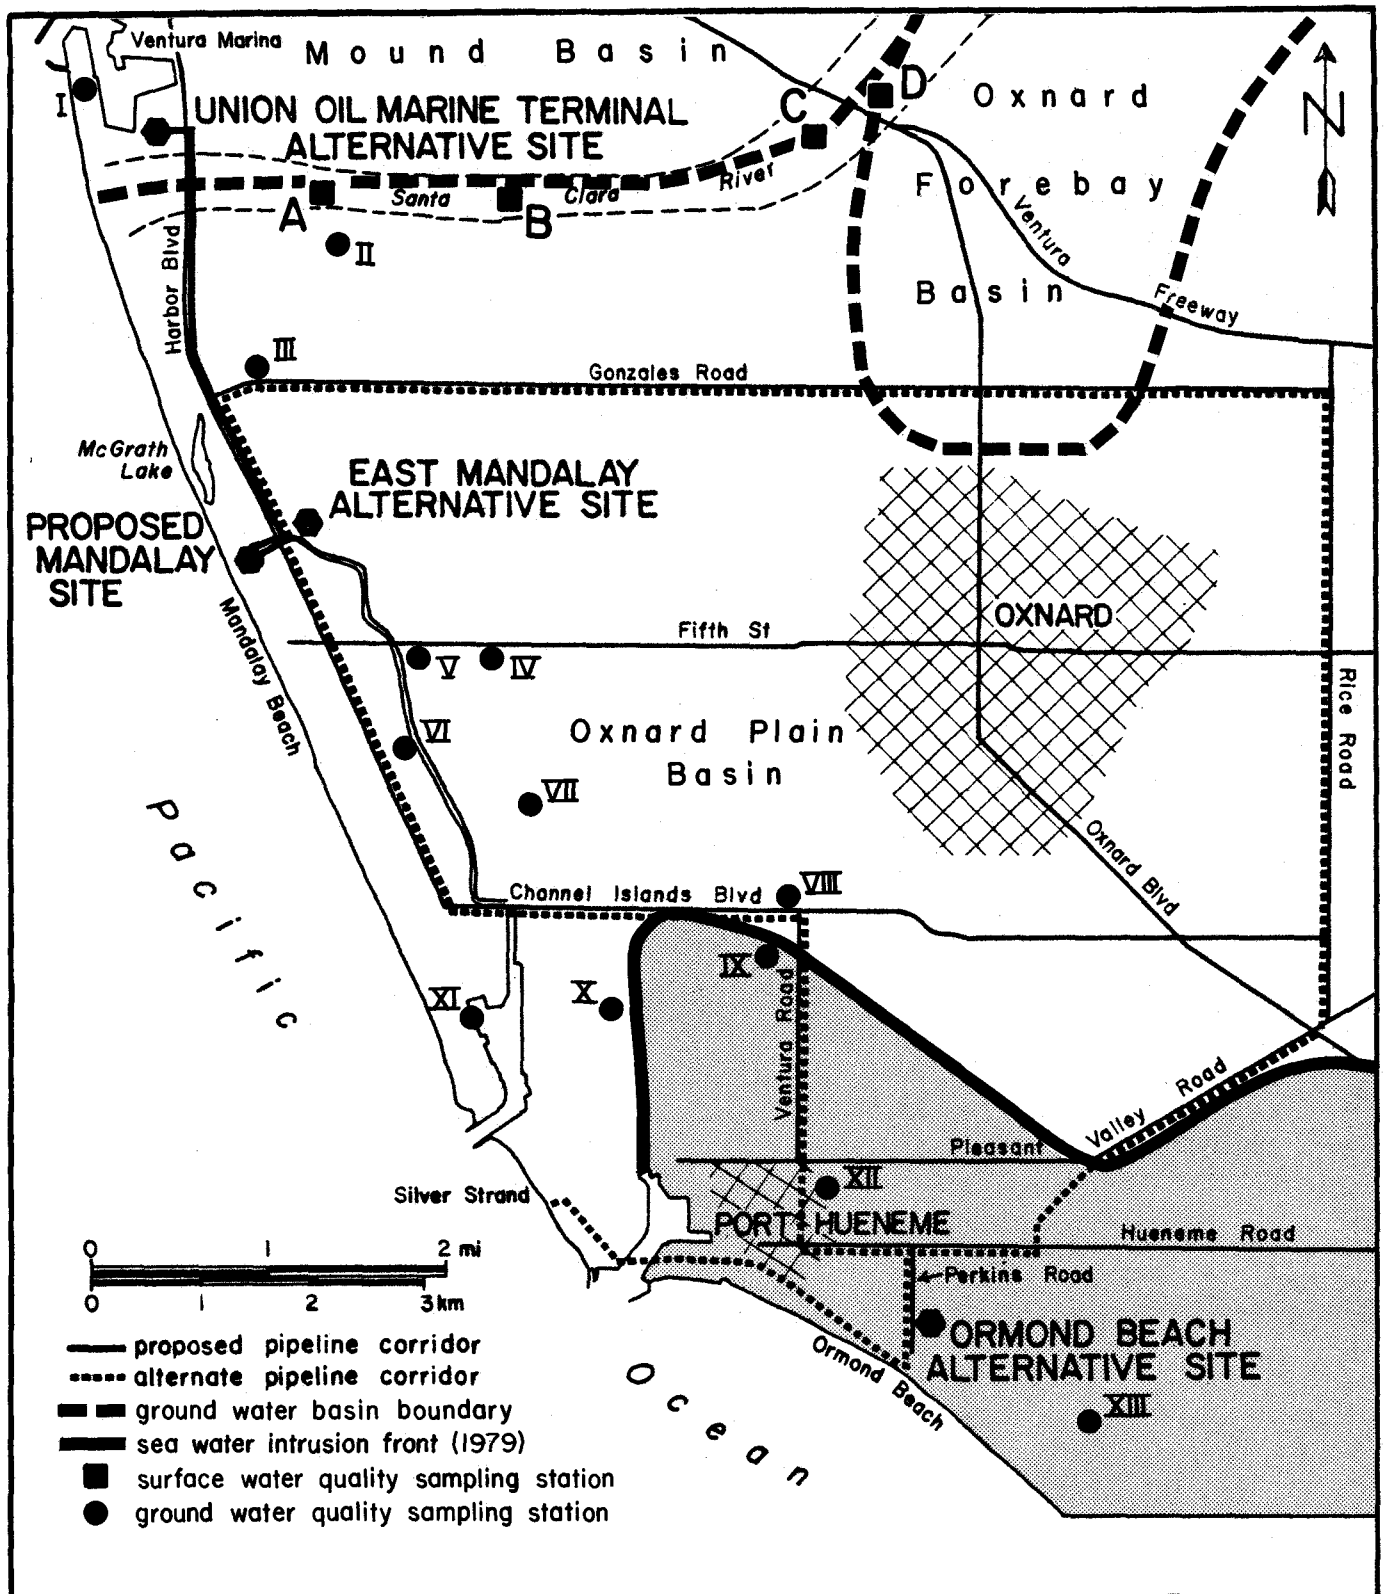 Ventura Marina
Mound Basin
I
UNION OIL MARINE TERMINAL
ALTERNATIVE SITE
C
D
Oxnard
Forebay
Basin
N
Santa Clara River
A
B
II
Harbor Blvd
Ventura Freeway
III
Gonzales Road
McGrath
Lake
EAST MANDALAY
ALTERNATIVE SITE
PROPOSED
MANDALAY
SITE
Mandalay Beach
OXNARD
Fifth St
V
IV
Rice Road
VI
Oxnard Plain
Basin
VII
Pacific
Oxnard Blvd
Channel Islands Blvd
VIII
IX
X
XI
Ventura Road
Pleasant Valley Road
XII
Silver Strand
PORT HUENEME
Hueneme Road
Perkins Road
ORMOND BEACH
ALTERNATIVE SITE
Ormond Beach
XIII
Ocean
0 1 2 mi
0 1 2 3 km
proposed pipeline corridor
alternate pipeline corridor
ground water basin boundary
sea water intrusion front (1979)
surface water quality sampling station
ground water quality sampling station